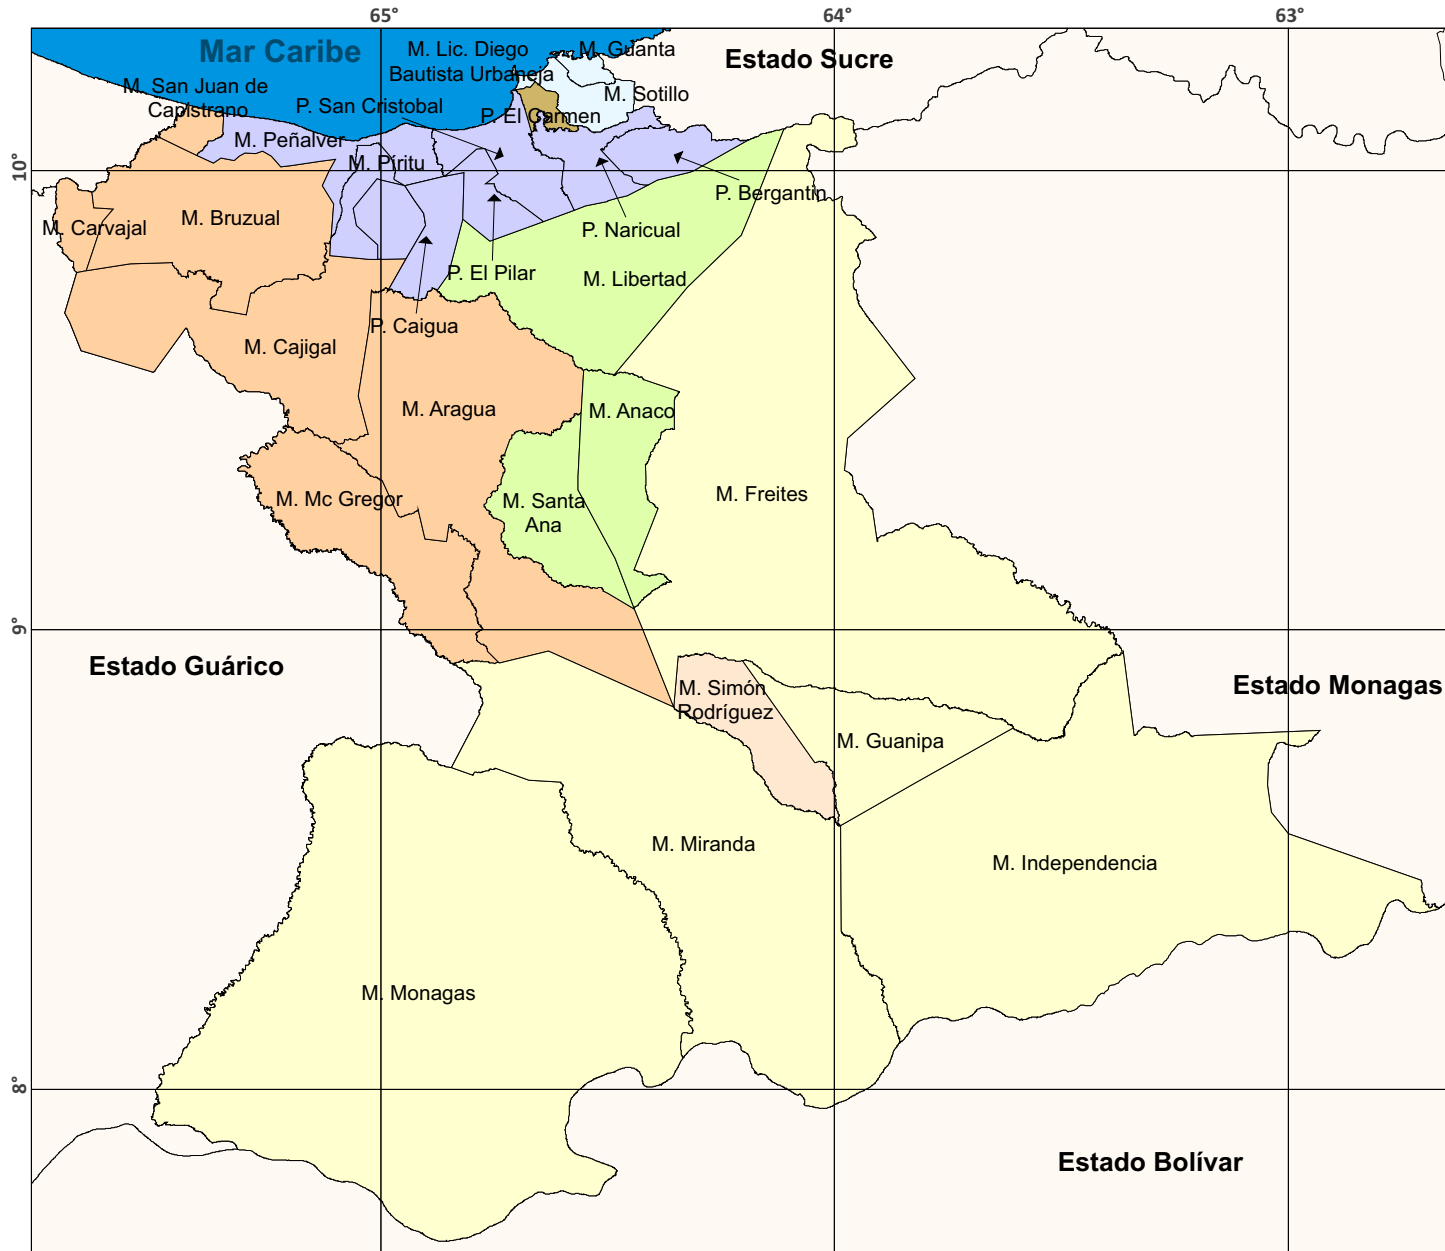 65°
64°
63°
Mar Caribe
M. Lic. Diego
Bautista Urbaneja
M. Guanta
Estado Sucre
M. San Juan de
Capistrano
P. San Cristobal
M. Sotillo
P. El Carmen
M. Peñalver
M. Píritu
10°
P. Bergantín
M. Carvajal
M. Bruzual
P. Naricual
P. El Pilar
M. Libertad
P. Caigua
M. Cajigal
M. Aragua
M. Anaco
M. Mc Gregor
M. Santa
Ana
M. Freites
9°
Estado Guárico
M. Simón
Rodríguez
Estado Monagas
M. Guanipa
M. Miranda
M. Independencia
M. Monagas
8°
Estado Bolívar